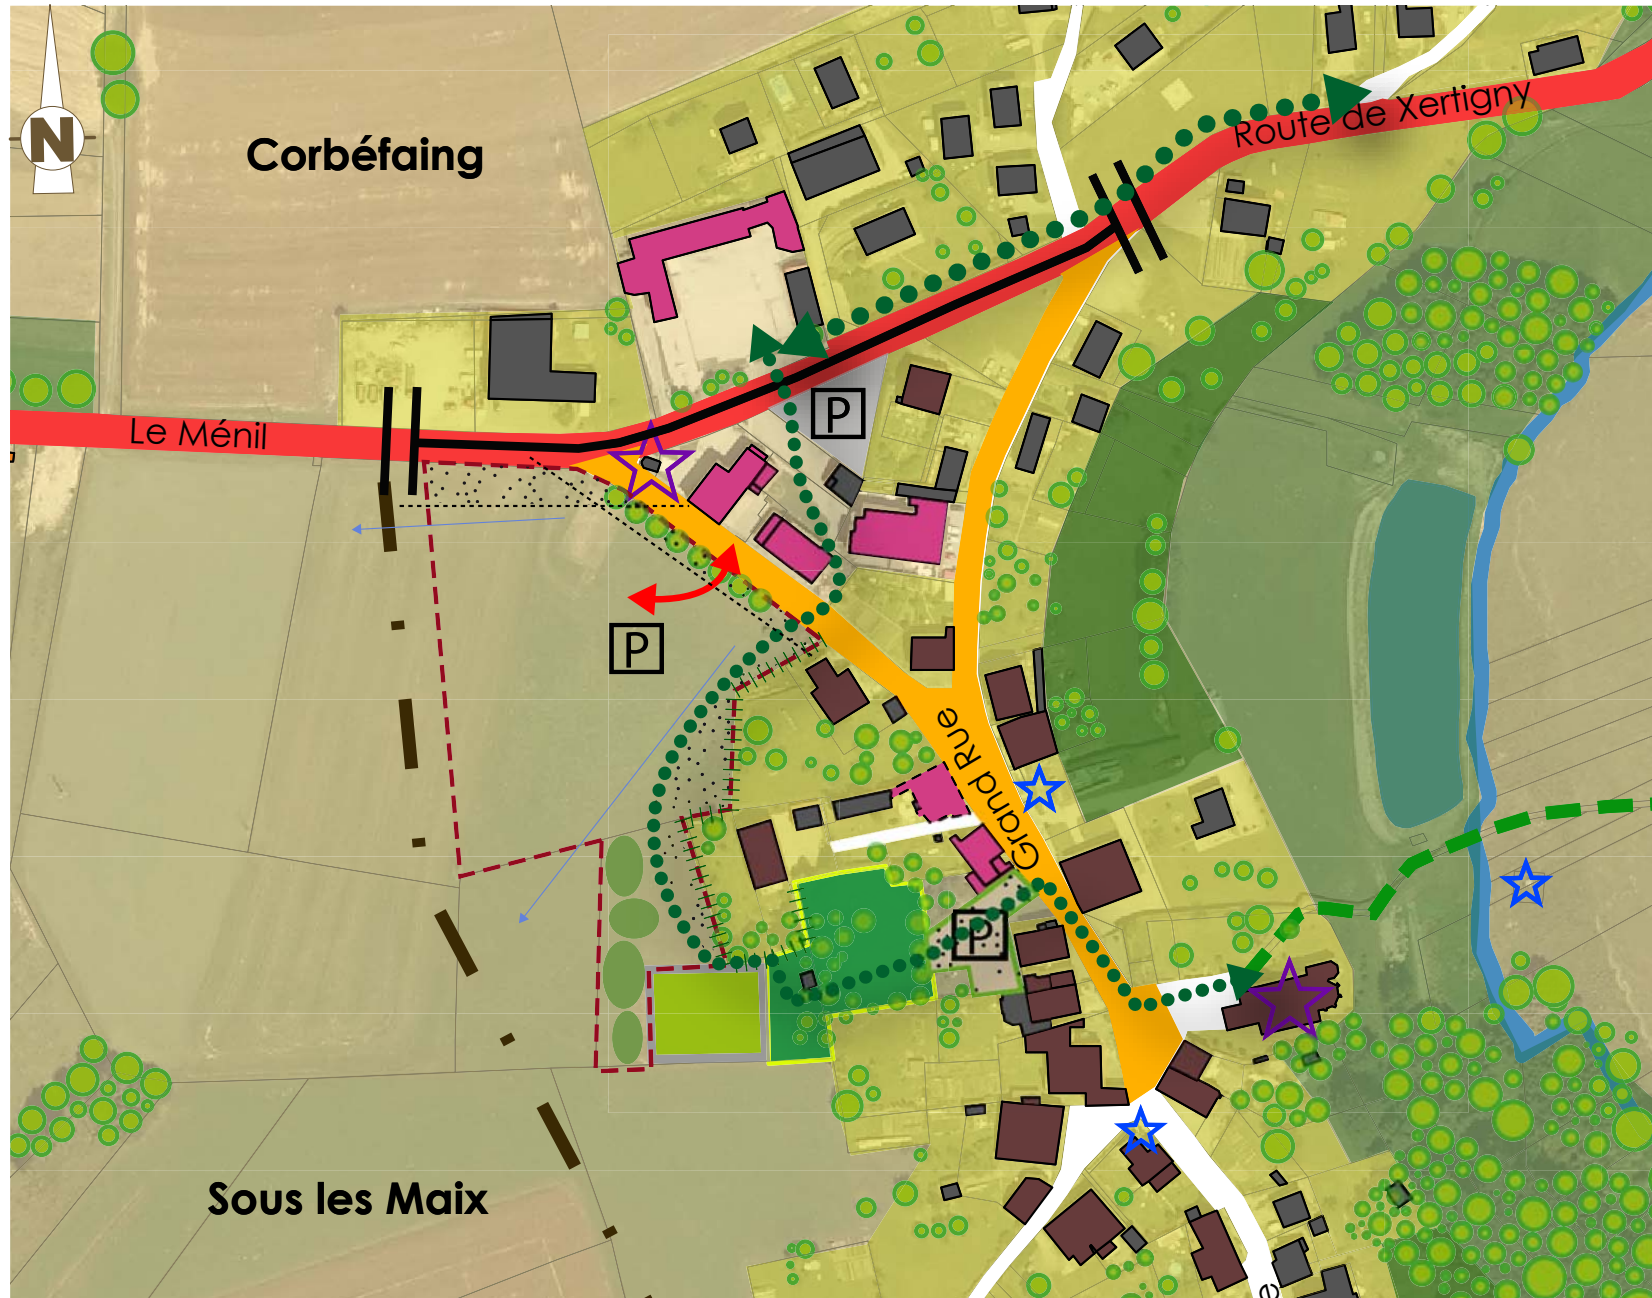 N
Corbéfaing
Route de Xertigny
Le Ménil
P
P
Grand Rue
P
Sous les Maix
e